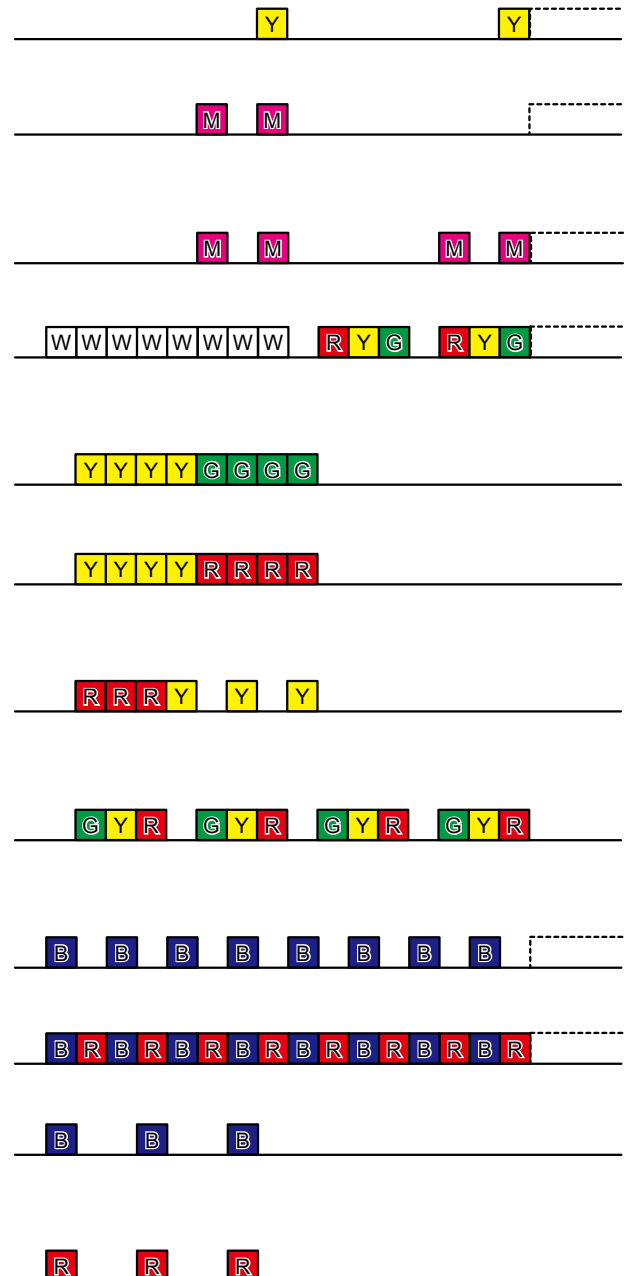 Y Y
M M
M M M M
W W W W W W W W R Y G R Y G
Y Y Y Y G G G G
Y Y Y Y R R R R
R R R Y Y Y
G Y R G Y R G Y R G Y R
B B B B B B B B
B R B R B R B R B R B R B R B R
B B B
R R R